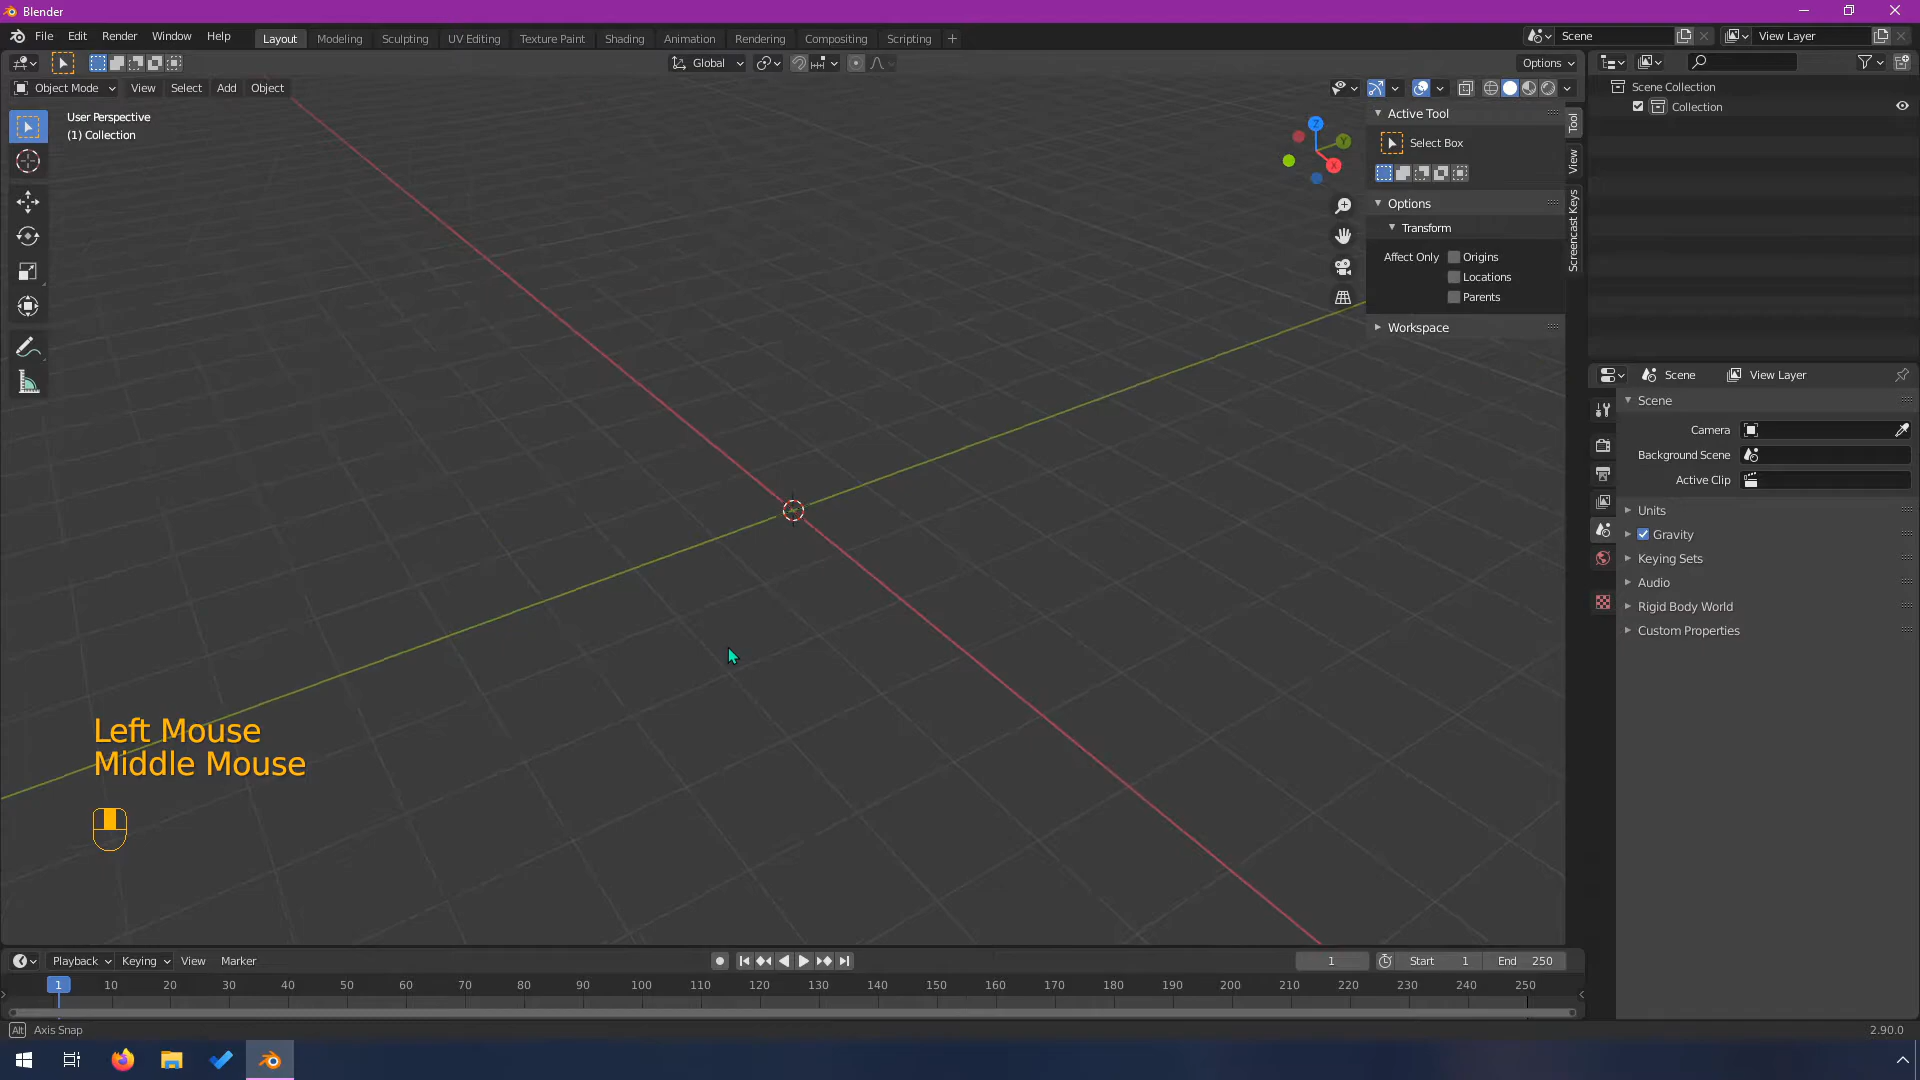 Blender
File Edit Render Window Help Layout Modeling Sculpting UV Editing Texture Paint Shading Animation Rendering Compositing Scripting + Scene View Layer
Global Options
Object Mode View Select Add Object
User Perspective
(1) Collection
Z
Y
X
Active Tool
Select Box
Options
Transform
Affect Only Origins
Locations
Parents
Workspace
Tool
View
Screencast Keys
Scene Collection
Collection
Scene View Layer
Scene
Camera
Background Scene
Active Clip
Units
Gravity
Keying Sets
Audio
Rigid Body World
Custom Properties
Left Mouse
Middle Mouse
Playback Keying View Marker 1 Start 1 End 250
1 10 20 30 40 50 60 70 80 90 100 110 120 130 140 150 160 170 180 190 200 210 220 230 240 250
Alt Axis Snap 2.90.0